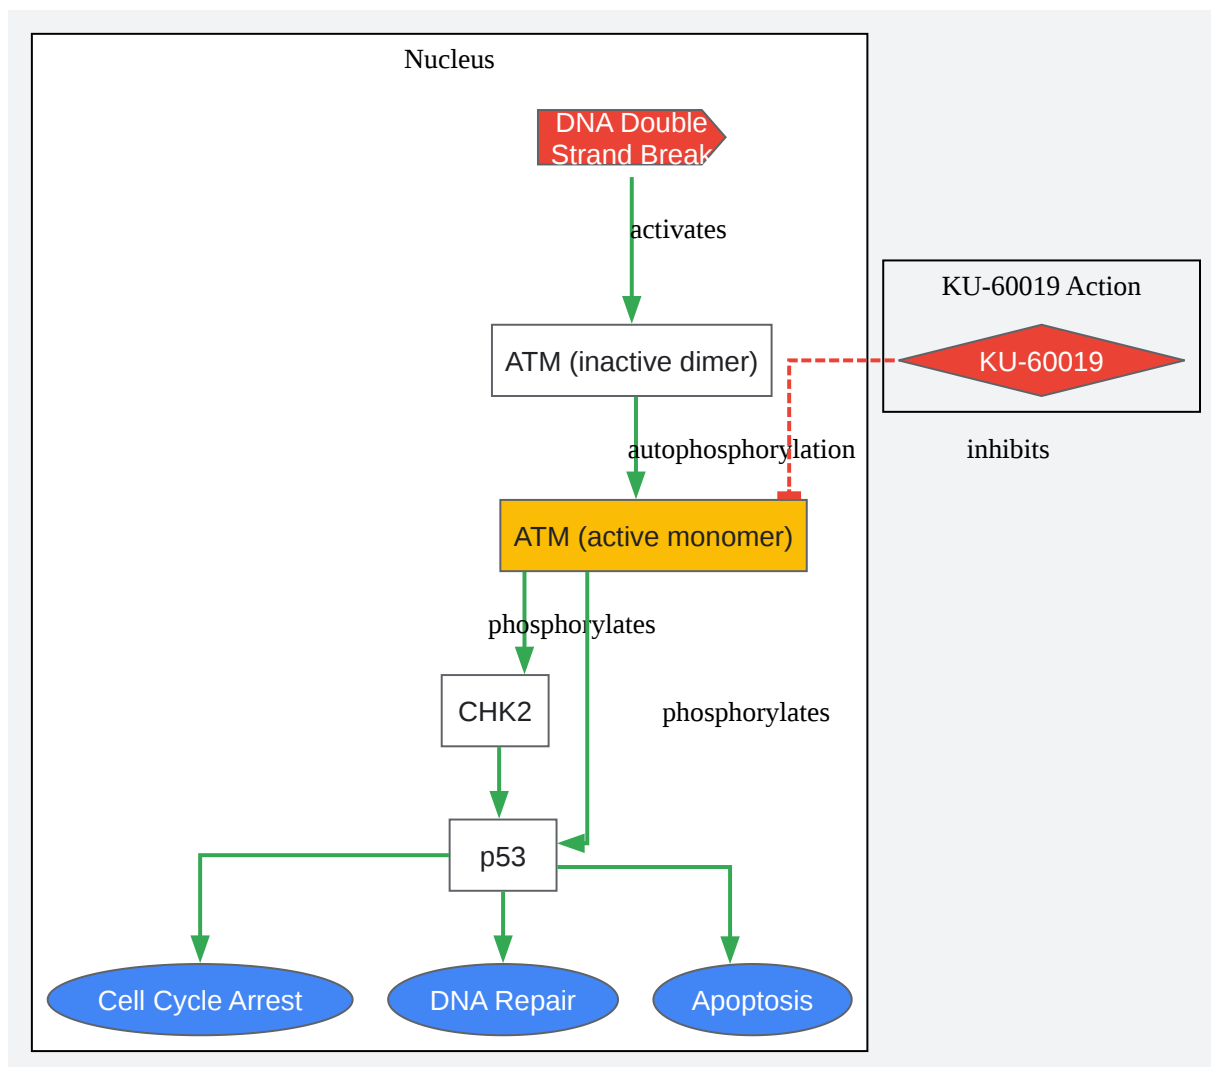 Nucleus
DNA Double
Strand Break
activates
KU-60019 Action
ATM (inactive dimer)
KU-60019
autophosphorylation
inhibits
ATM (active monomer)
phosphorylates
CHK2
phosphorylates
p53
Cell Cycle Arrest
DNA Repair
Apoptosis